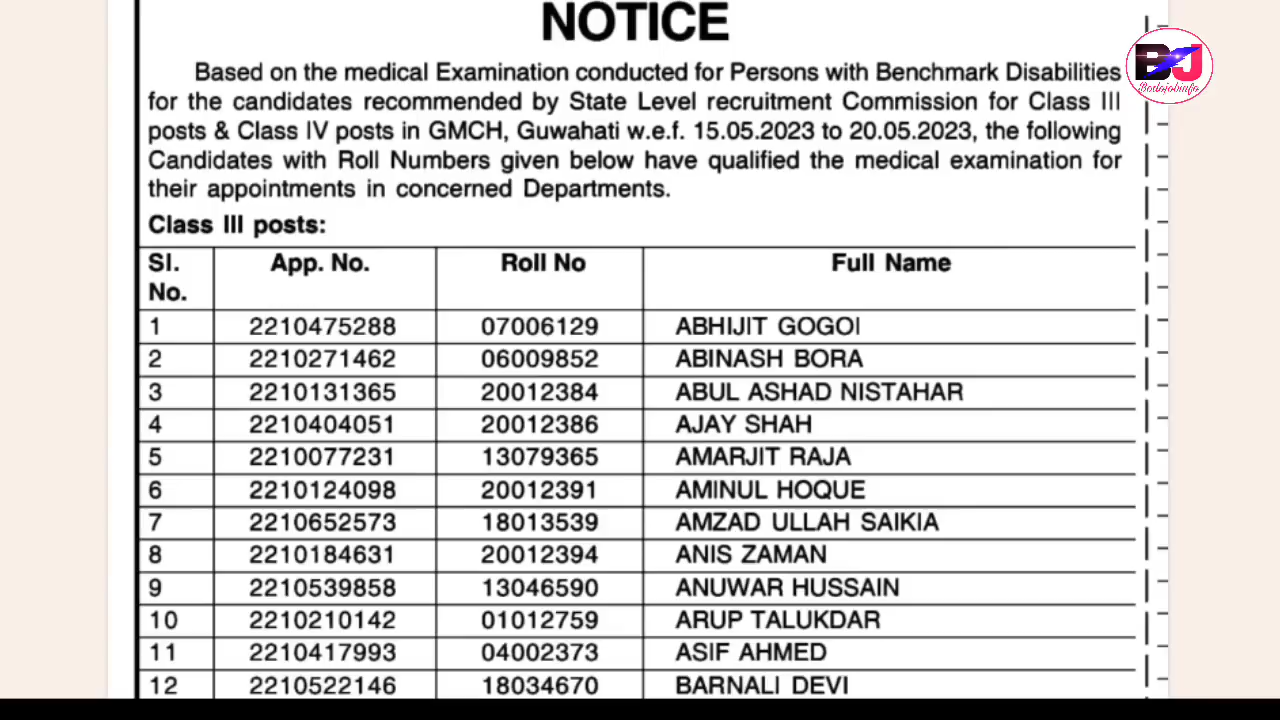 NOTICE
Based on the medical Examination conducted for Persons with Benchmark Disabilities
for the candidates recommended by State Level recruitment Commission for Class III
posts & Class IV posts in GMCH, Guwahati w.e.f. 15.05.2023 to 20.05.2023, the following
Candidates with Roll Numbers given below have qualified the medical examination for
their appointments in concerned Departments.
Class III posts:
Sl. No. App. No. Roll No Full Name
1 2210475288 07006129 ABHIJIT GOGOI
2 2210271462 06009852 ABINASH BORA
3 2210131365 20012384 ABUL ASHAD NISTAHAR
4 2210404051 20012386 AJAY SHAH
5 2210077231 13079365 AMARJIT RAJA
6 2210124098 20012391 AMINUL HOQUE
7 2210652573 18013539 AMZAD ULLAH SAIKIA
8 2210184631 20012394 ANIS ZAMAN
9 2210539858 13046590 ANUWAR HUSSAIN
10 2210210142 01012759 ARUP TALUKDAR
11 2210417993 04002373 ASIF AHMED
12 2210522146 18034670 BARNALI DEVI
BJ
Bodojobinfo